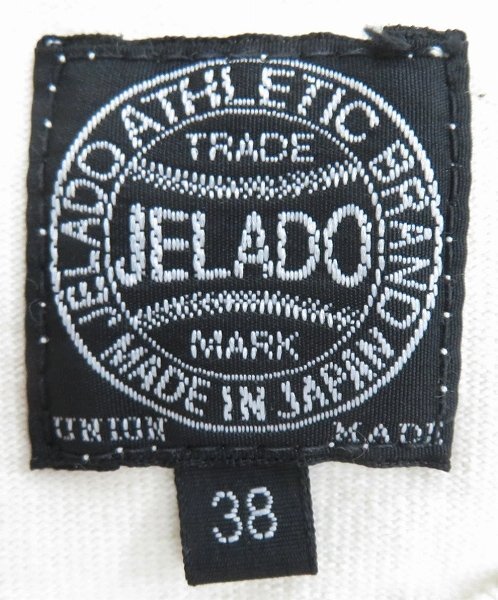 JELADO ATHLETIC BRAND
TRADE
JELADO
MARK
MADE IN JAPAN
UNION MADE
38